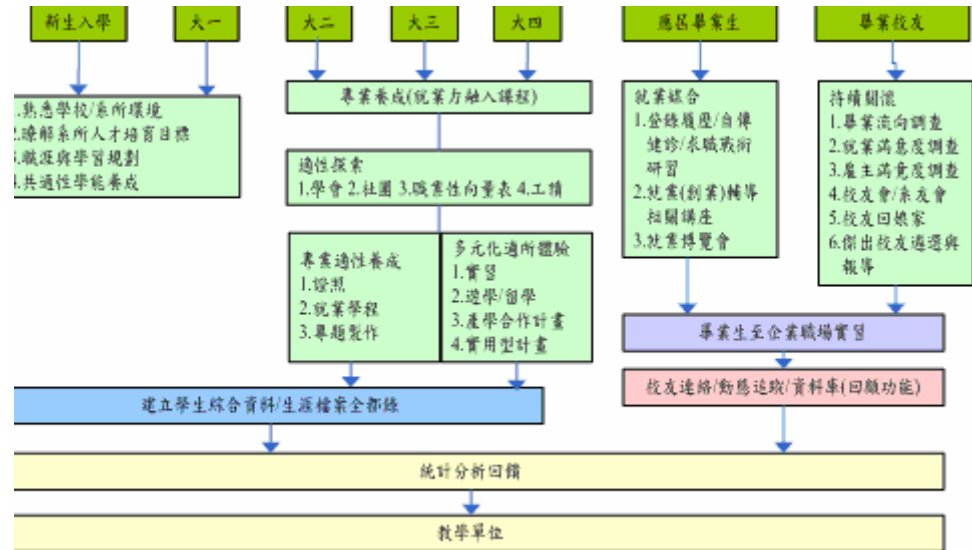 新生入學
大一
大二
大三
大四
應屆畢業生
畢業校友
1.熟悉學校/系所環境
2.瞭解系所人才培育目標
3.職涯與學習規劃
4.共通性學能養成
專業養成(就業力融入課程)
適性探索
1.學會 2.社團 3.職業性向量表 4.工讀
專業適性養成
1.證照
2.就業學程
3.專題製作
多元化適所體驗
1.實習
2.遊學/留學
3.產學合作計畫
4.實用型計畫
就業媒合
1.登錄履歷/自傳
健診/求職戰術
研習
2.就業(創業)輔導
相關講座
3.就業博覽會
持續關懷
1.畢業流向調查
2.就業滿意度調查
3.雇主滿意度調查
4.校友會/系友會
5.校友回娘家
6.傑出校友遴選與
報導
畢業生至企業職場實習
校友連絡/動態追蹤/資料庫(回顧功能)
建立學生綜合資料/生涯檔案全都錄
統計分析回饋
教學單位